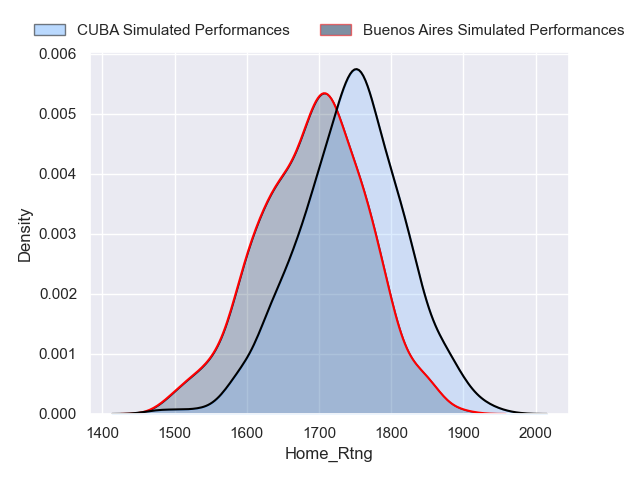 CUBA Simulated Performances
Buenos Aires Simulated Performances
0.006
0.005
0.004
0.003
0.002
0.001
0.000
Density
1400 1500 1600 1700 1800 1900 2000
Home_Rtng